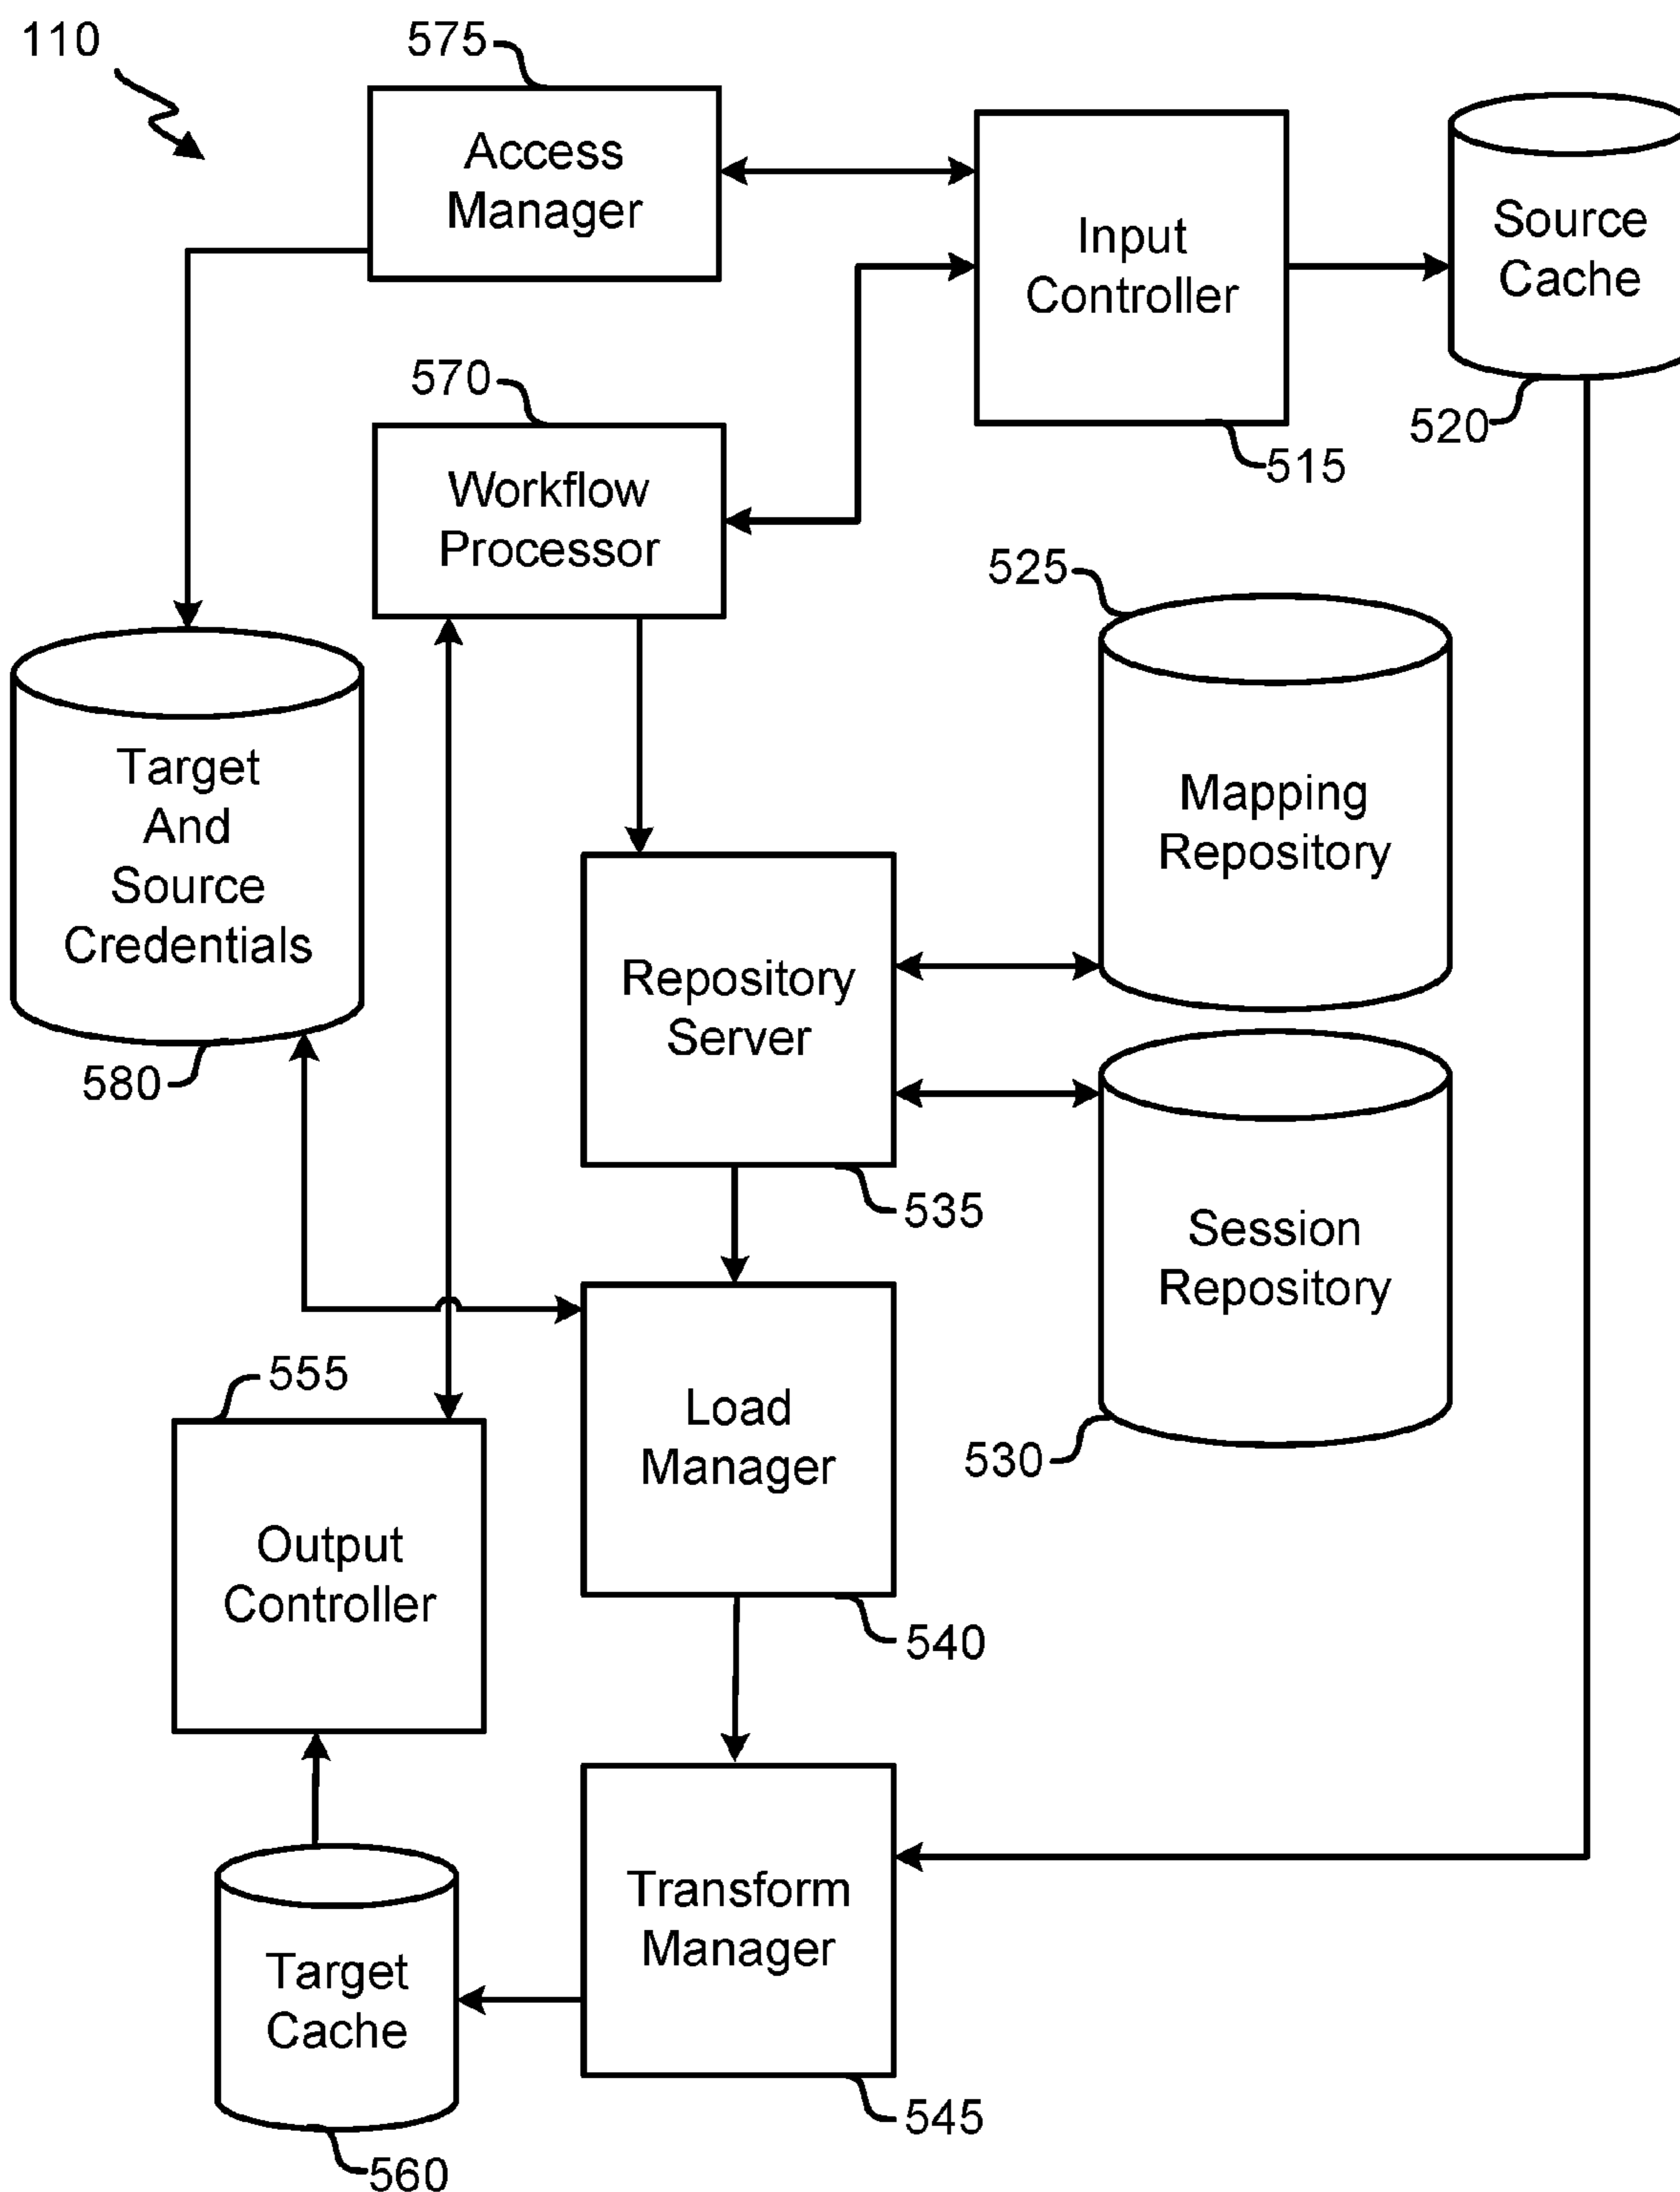 110
575
Access
Manager
Input
Controller
515
Source
Cache
520
570
Workflow
Processor
525
Mapping
Repository
Target
And
Source
Credentials
580
Repository
Server
535
Session
Repository
530
555
Load
Manager
540
Output
Controller
Transform
Manager
545
Target
Cache
560